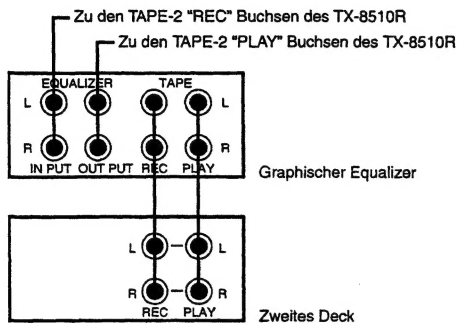 Zu den TAPE-2 "REC" Buchsen des TX-8510R
Zu den TAPE-2 "PLAY" Buchsen des TX-8510R
EQUALIZER TAPE
L L
R R
IN PUT OUT PUT REC PLAY
Graphischer Equalizer
L L
R R
REC PLAY
Zweites Deck